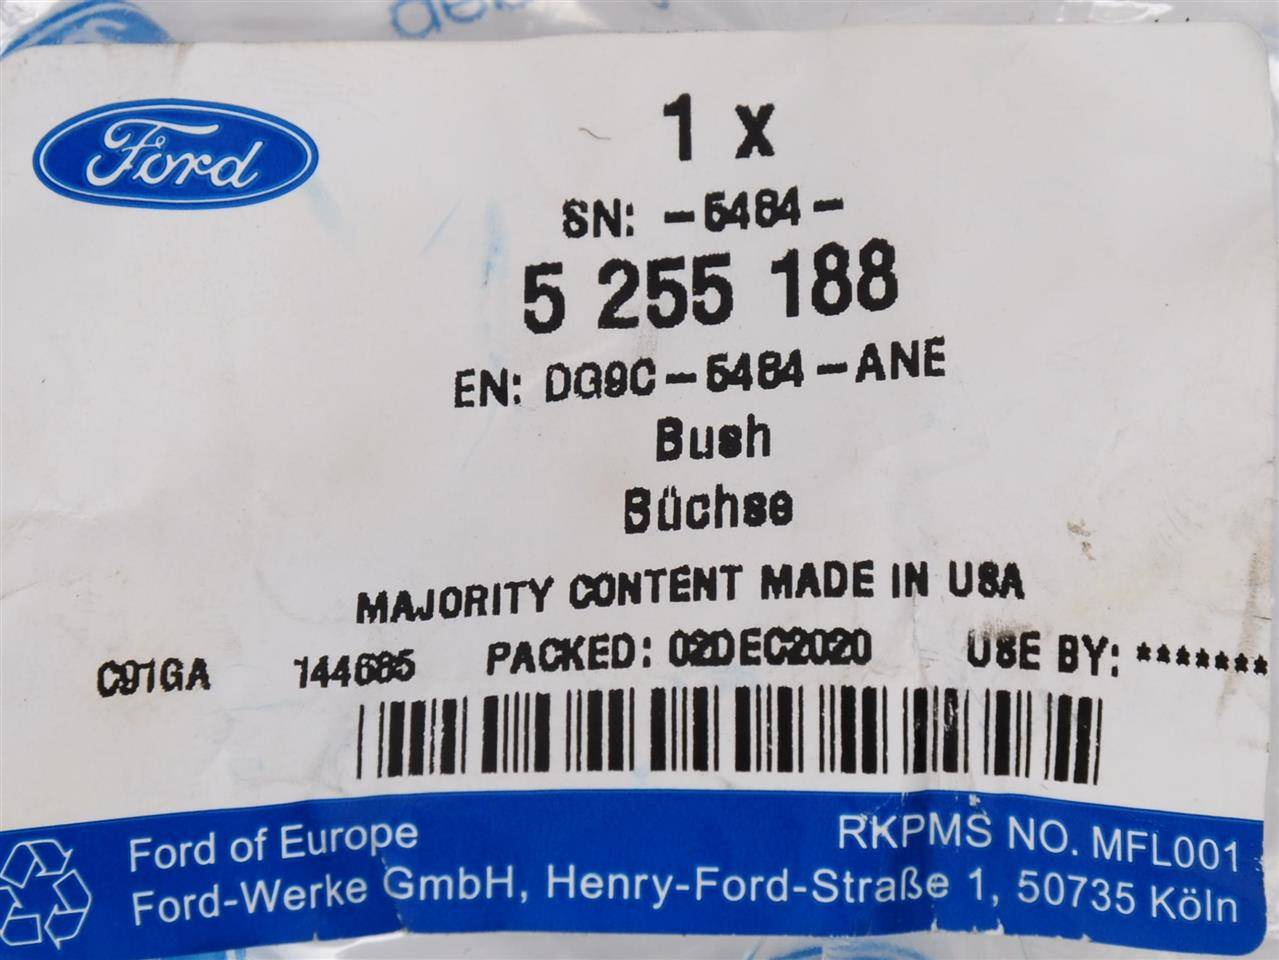 Ford
1 x
SN: -5484-
5 255 188
EN: DG9C-5484-ANE
Bush
Büchse
MAJORITY CONTENT MADE IN USA
C91GA 144685 PACKED: 02DEC2020 USE BY: *******
Ford of Europe RKPMS NO. MFL001
Ford-Werke GmbH, Henry-Ford-Straße 1, 50735 Köln